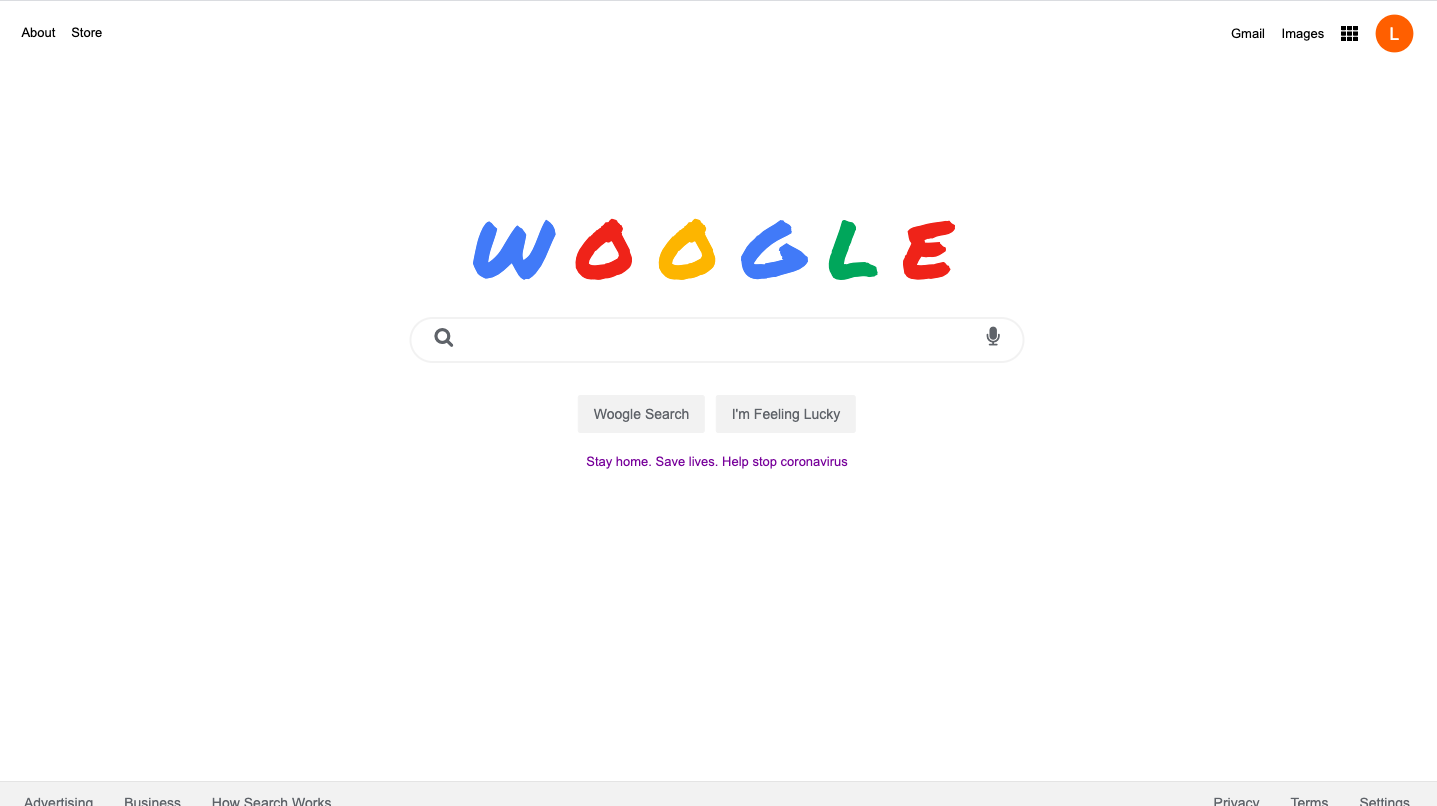 About Store Gmail Images L
WOOGLE
Woogle Search I'm Feeling Lucky
Stay home. Save lives. Help stop coronavirus
Advertising Business How Search Works Privacy Terms Settings